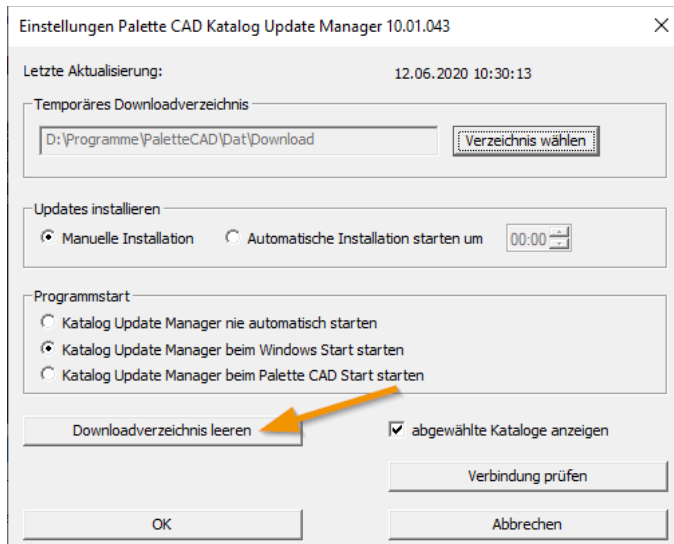 Einstellungen Palette CAD Katalog Update Manager 10.01.043
Letzte Aktualisierung: 12.06.2020 10:30:13
Temporäres Downloadverzeichnis
D:\Programme\PaletteCAD\Dat\Download Verzeichnis wählen
Updates installieren
Manuelle Installation Automatische Installation starten um 00:00
Programmstart
Katalog Update Manager nie automatisch starten
Katalog Update Manager beim Windows Start starten
Katalog Update Manager beim Palette CAD Start starten
Downloadverzeichnis leeren abgewählte Kataloge anzeigen
Verbindung prüfen
OK Abbrechen